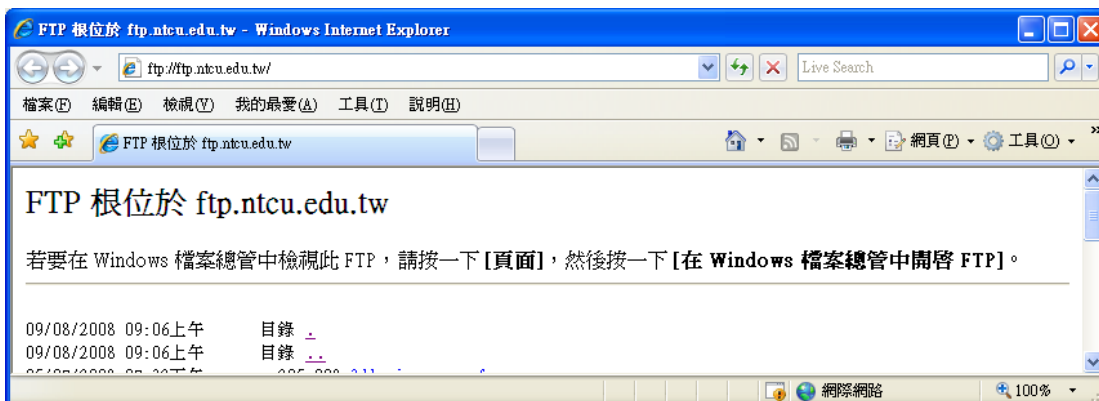 FTP 根位於 ftp.ntcu.edu.tw - Windows Internet Explorer
ftp://ftp.ntcu.edu.tw/ Live Search
檔案(F) 編輯(E) 檢視(V) 我的最愛(A) 工具(T) 說明(H)
FTP 根位於 ftp.ntcu.edu.tw 網頁(P) 工具(O) »
FTP 根位於 ftp.ntcu.edu.tw
若要在 Windows 檔案總管中檢視此 FTP，請按一下 [頁面]，然後按一下 [在 Windows 檔案總管中開啓 FTP]。
09/08/2008 09:06上午 目錄 .
09/08/2008 09:06上午 目錄 ..
網際網路 100%